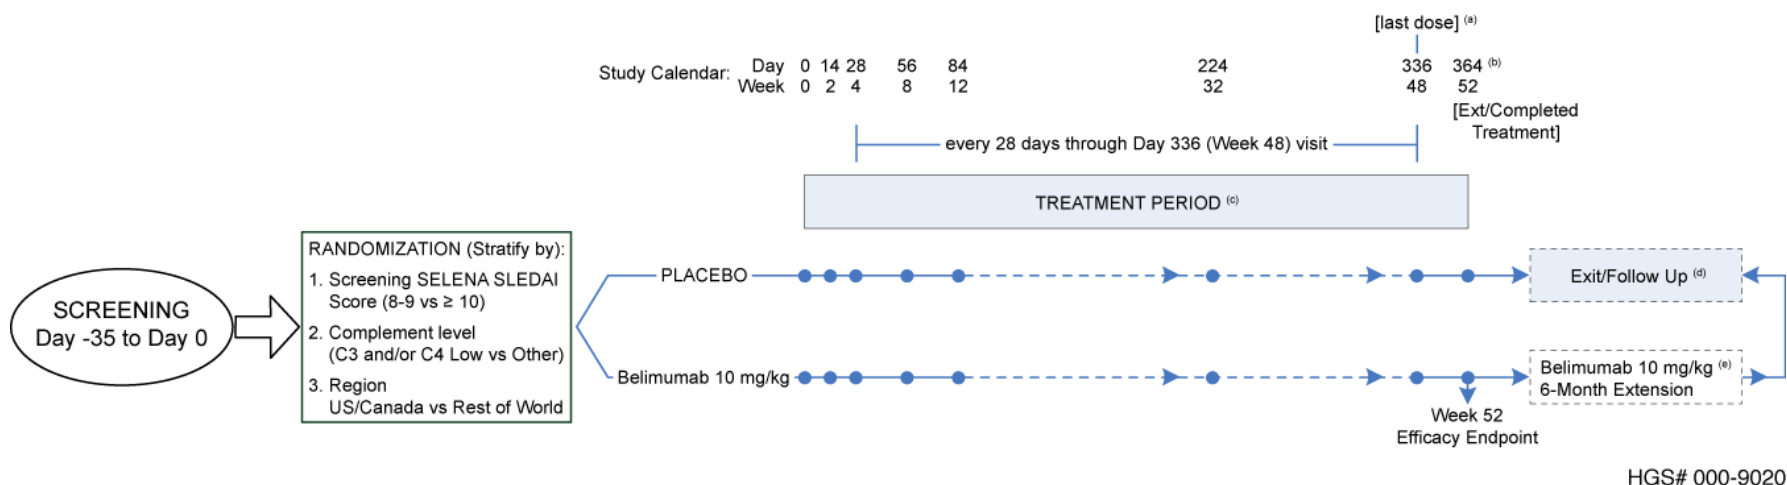 [last dose] (a)
Study Calendar:
Day 0 14 28 56 84 224 336 364 (b)
Week 0 2 4 8 12 32 48 52
[Ext/Completed
Treatment]
every 28 days through Day 336 (Week 48) visit
TREATMENT PERIOD (c)
SCREENING
Day -35 to Day 0
RANDOMIZATION (Stratify by):
1. Screening SELENA SLEDAI
Score (8-9 vs ≥ 10)
2. Complement level
(C3 and/or C4 Low vs Other)
3. Region
US/Canada vs Rest of World
PLACEBO
Exit/Follow Up (d)
Belimumab 10 mg/kg
Belimumab 10 mg/kg (e)
6-Month Extension
Week 52
Efficacy Endpoint
HGS# 000-9020